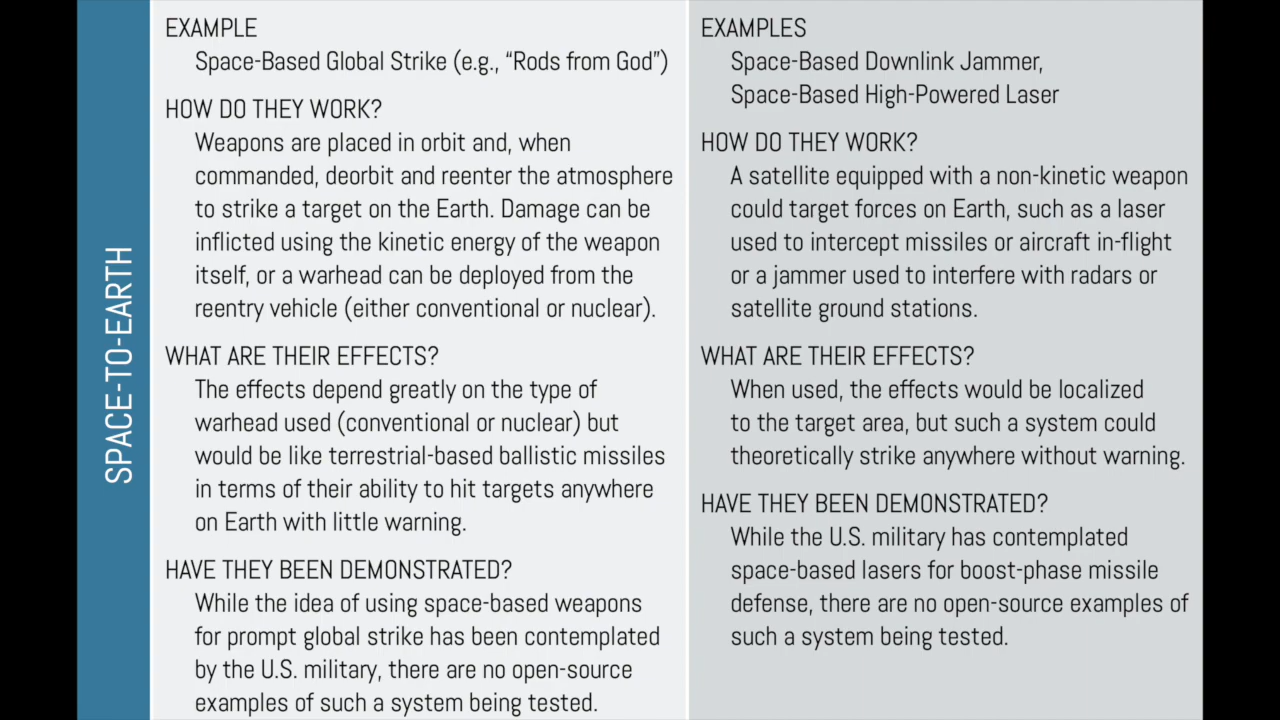 SPACE-TO-EARTH
EXAMPLE
Space-Based Global Strike (e.g., “Rods from God”)
HOW DO THEY WORK?
Weapons are placed in orbit and, when
commanded, deorbit and reenter the atmosphere
to strike a target on the Earth. Damage can be
inflicted using the kinetic energy of the weapon
itself, or a warhead can be deployed from the
reentry vehicle (either conventional or nuclear).
WHAT ARE THEIR EFFECTS?
The effects depend greatly on the type of
warhead used (conventional or nuclear) but
would be like terrestrial-based ballistic missiles
in terms of their ability to hit targets anywhere
on Earth with little warning.
HAVE THEY BEEN DEMONSTRATED?
While the idea of using space-based weapons
for prompt global strike has been contemplated
by the U.S. military, there are no open-source
examples of such a system being tested.
EXAMPLES
Space-Based Downlink Jammer,
Space-Based High-Powered Laser
HOW DO THEY WORK?
A satellite equipped with a non-kinetic weapon
could target forces on Earth, such as a laser
used to intercept missiles or aircraft in-flight
or a jammer used to interfere with radars or
satellite ground stations.
WHAT ARE THEIR EFFECTS?
When used, the effects would be localized
to the target area, but such a system could
theoretically strike anywhere without warning.
HAVE THEY BEEN DEMONSTRATED?
While the U.S. military has contemplated
space-based lasers for boost-phase missile
defense, there are no open-source examples of
such a system being tested.